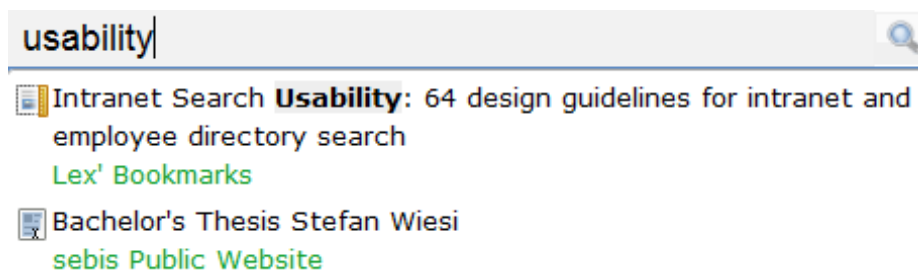 usability
Intranet Search Usability: 64 design guidelines for intranet and
employee directory search
Lex' Bookmarks
Bachelor's Thesis Stefan Wiesi
sebis Public Website